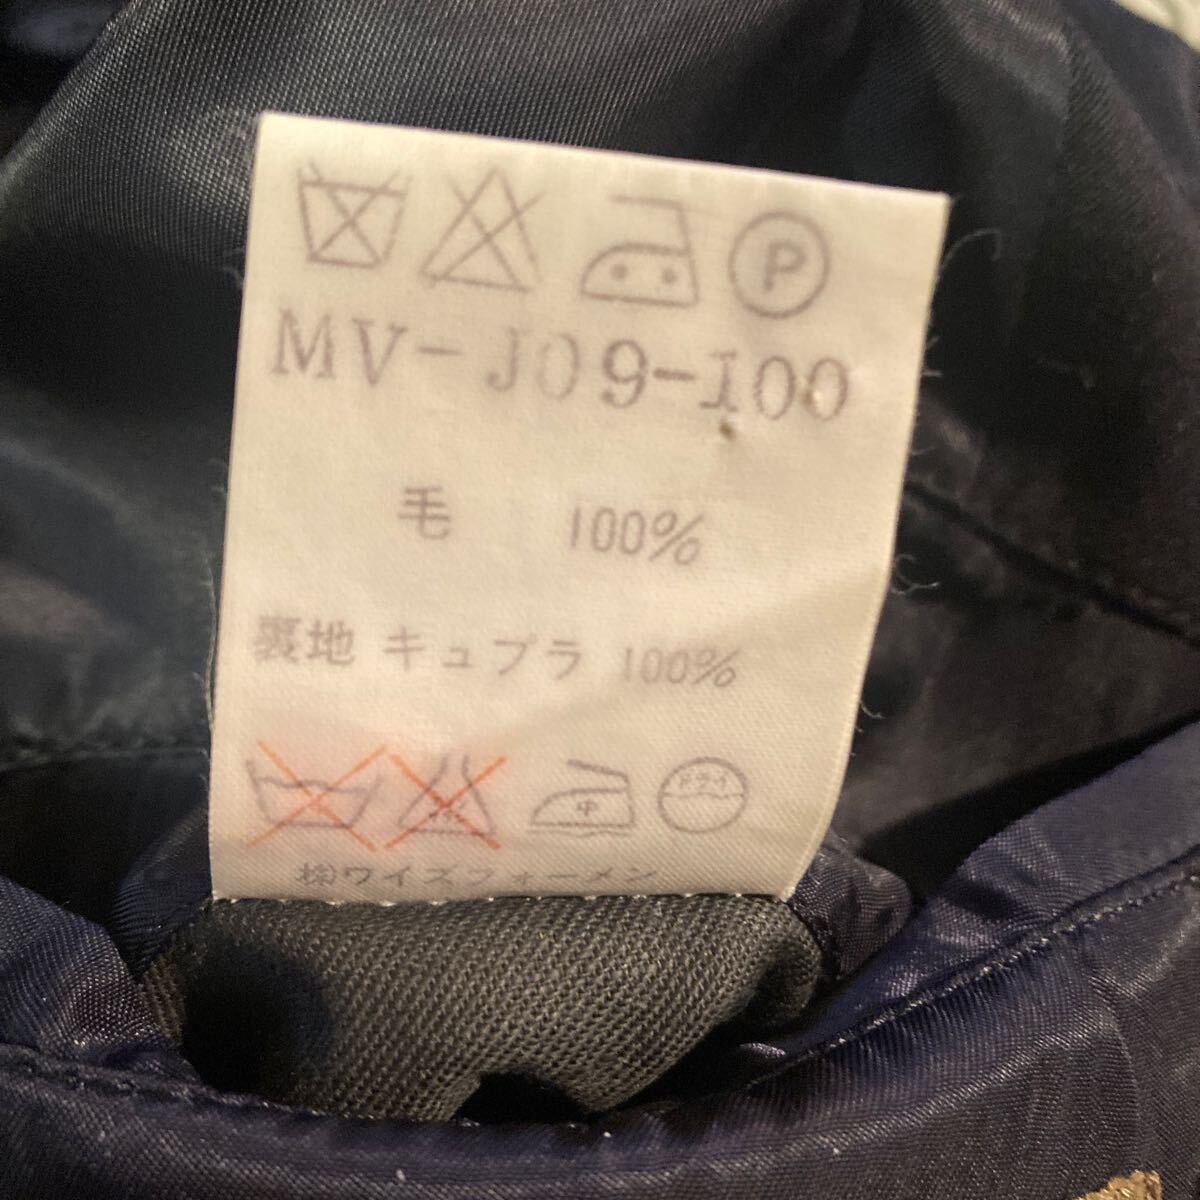 P
MV-J09-100
毛 100%
裏地 キュプラ 100%
中 ドライ
㈱ワイズフォーメン